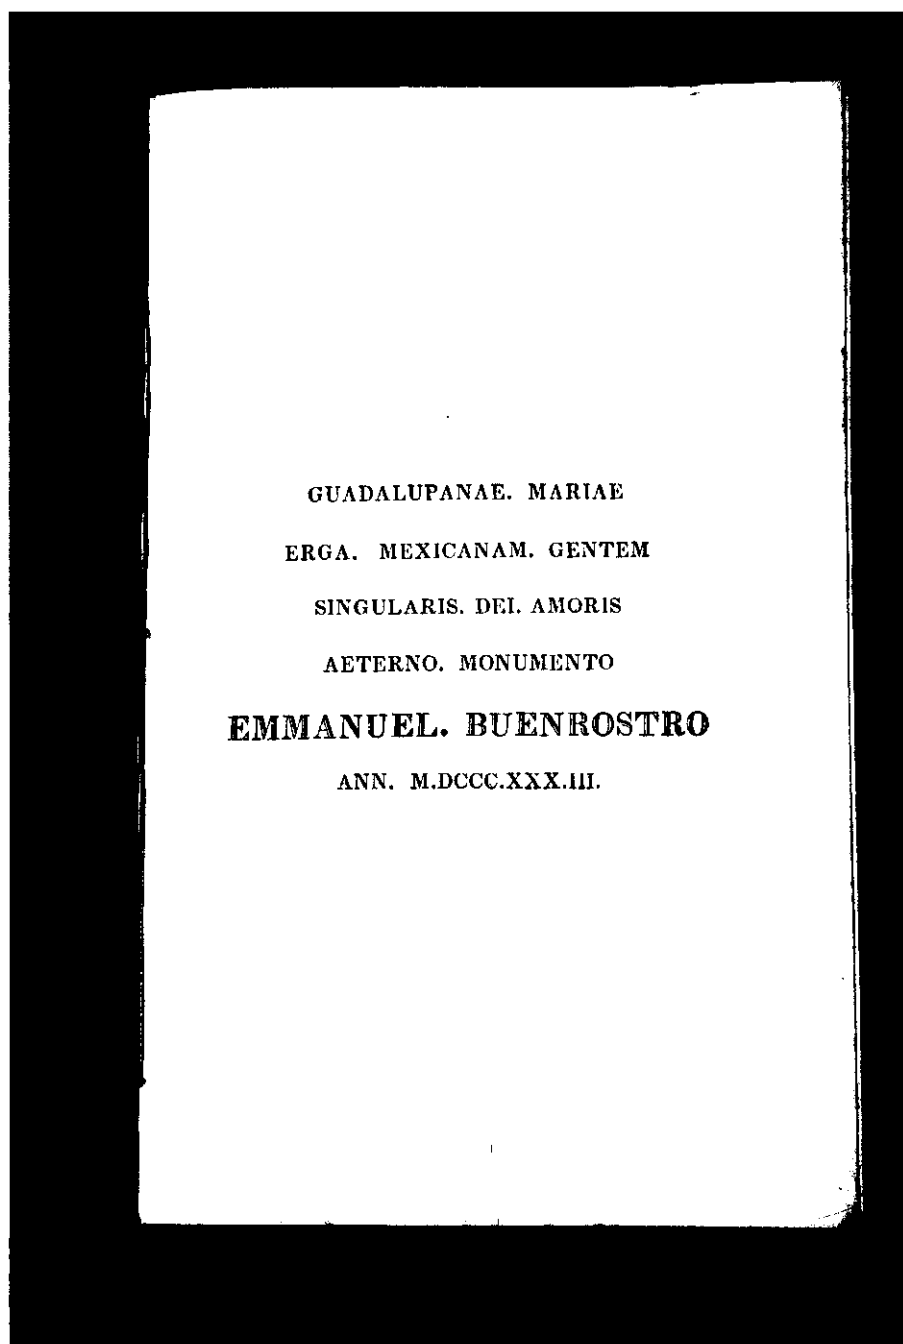 GUADALUPANAE. MARIAE
ERGA. MEXICANAM. GENTEM
SINGULARIS. DEI. AMORIS
AETERNO. MONUMENTO
EMMANUEL. BUENROSTRO
ANN. M.DCCC.XXX.III.